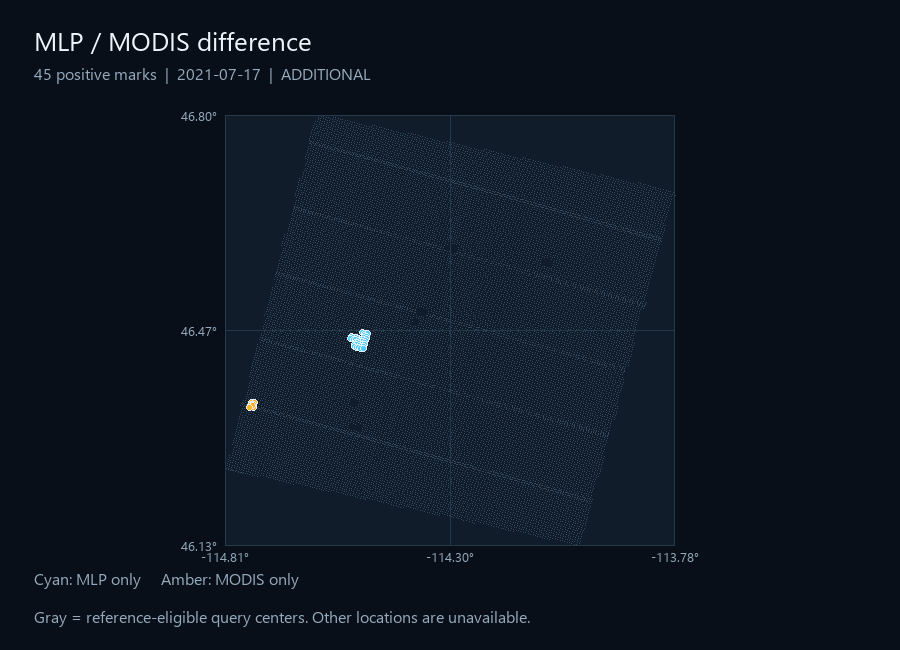 MLP / MODIS difference
45 positive marks | 2021-07-17 | ADDITIONAL
46.80°
46.47°
46.13°
-114.81° -114.30° -113.78°
Cyan: MLP only Amber: MODIS only
Gray = reference-eligible query centers. Other locations are unavailable.